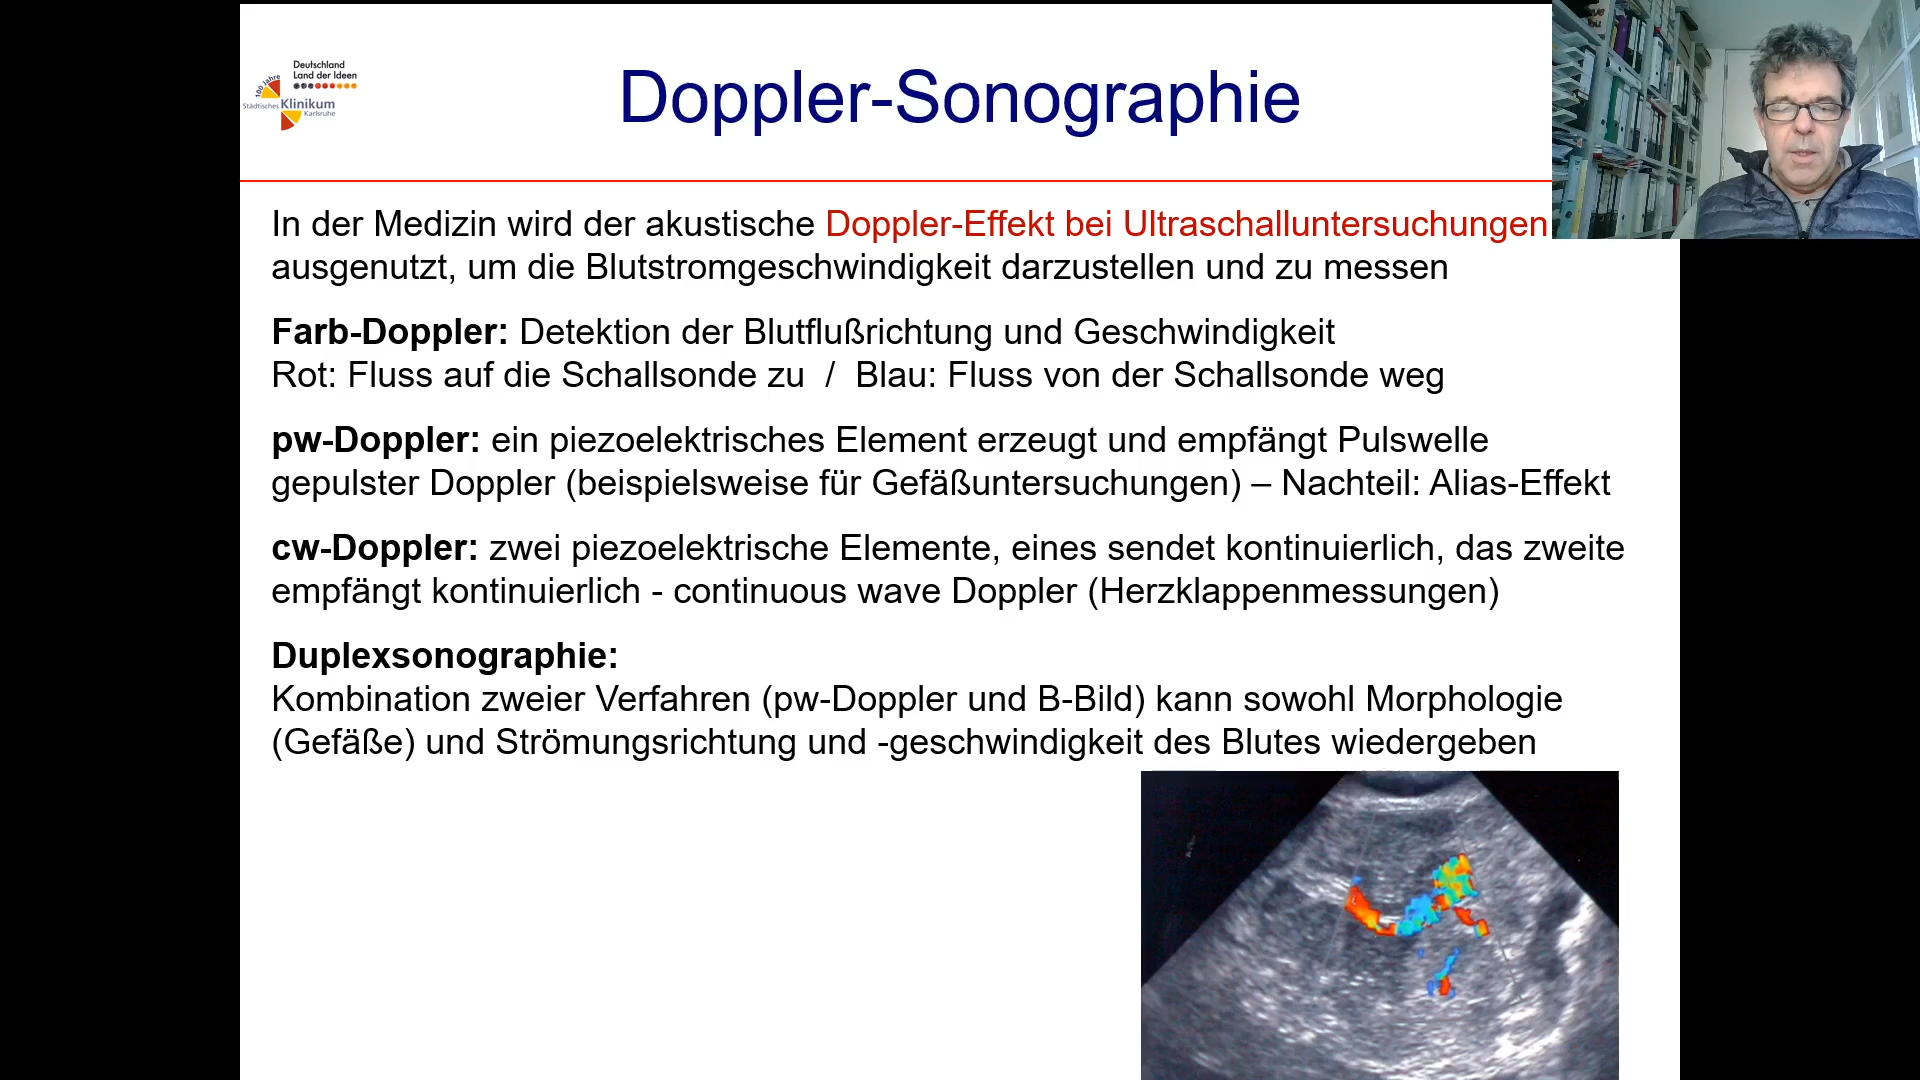 Deutschland
Land der Ideen
100 Jahre
Städtisches Klinikum
Karlsruhe
Doppler-Sonographie
In der Medizin wird der akustische Doppler-Effekt bei Ultraschalluntersuchungen
ausgenutzt, um die Blutstromgeschwindigkeit darzustellen und zu messen
Farb-Doppler: Detektion der Blutflußrichtung und Geschwindigkeit
Rot: Fluss auf die Schallsonde zu / Blau: Fluss von der Schallsonde weg
pw-Doppler: ein piezoelektrisches Element erzeugt und empfängt Pulswelle
gepulster Doppler (beispielsweise für Gefäßuntersuchungen) – Nachteil: Alias-Effekt
cw-Doppler: zwei piezoelektrische Elemente, eines sendet kontinuierlich, das zweite
empfängt kontinuierlich - continuous wave Doppler (Herzklappenmessungen)
Duplexsonographie:
Kombination zweier Verfahren (pw-Doppler und B-Bild) kann sowohl Morphologie
(Gefäße) und Strömungsrichtung und -geschwindigkeit des Blutes wiedergeben